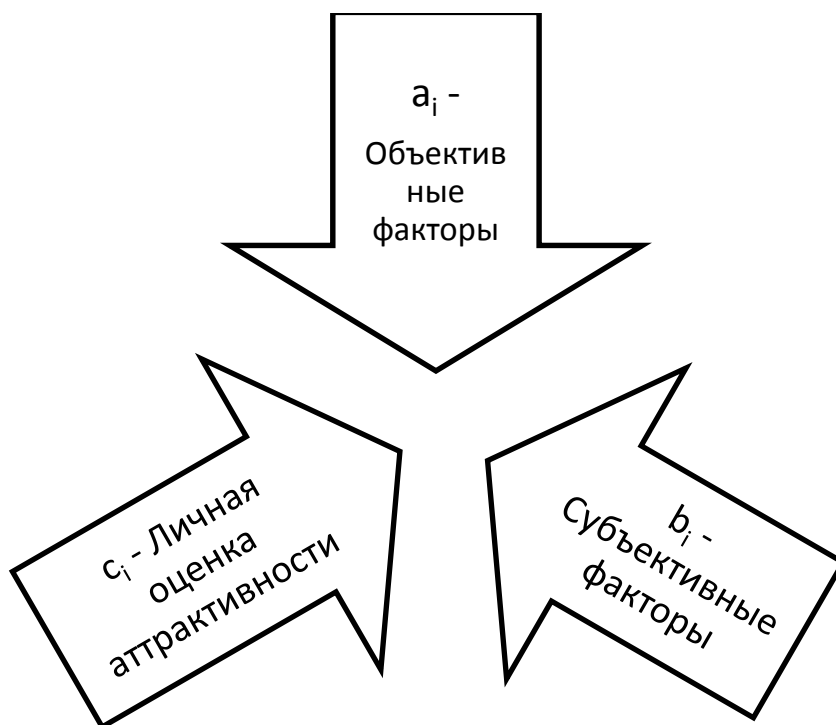 aᵢ -
Объектив
ные
факторы
cᵢ - Личная
оценка
аттрактивности
bᵢ -
Субъективные
факторы